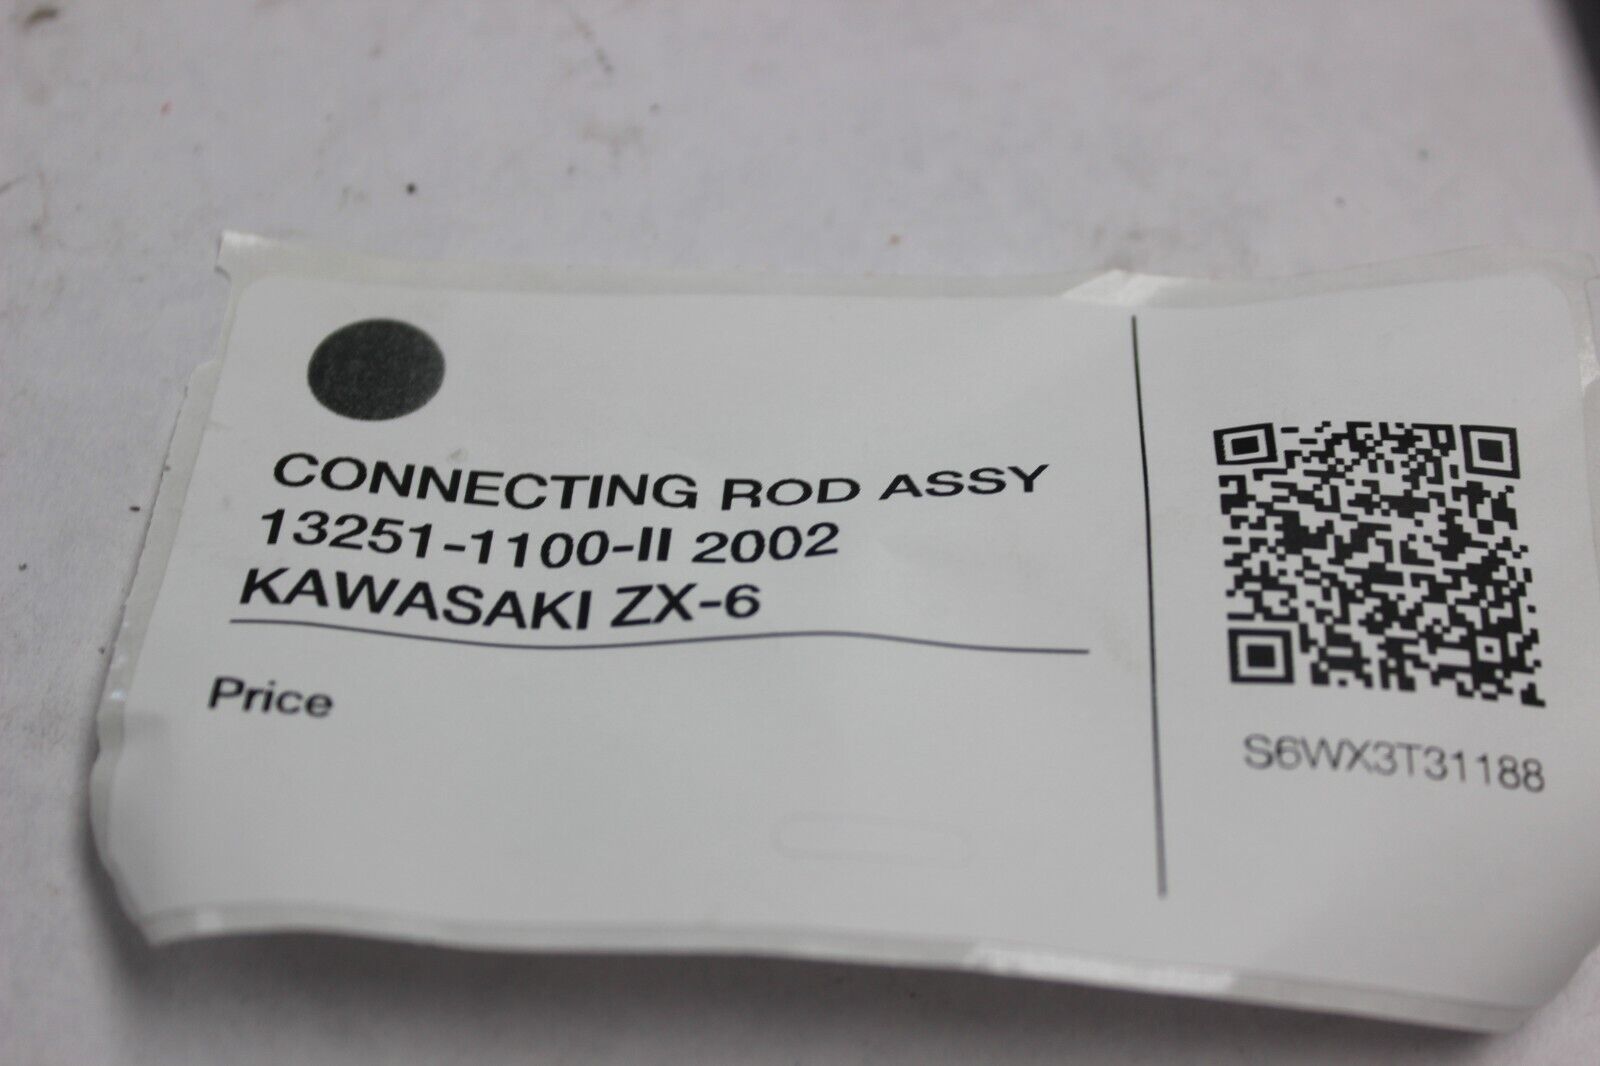 CONNECTING ROD ASSY
13251-1100-II 2002
KAWASAKI ZX-6
Price
S6WX3T31188